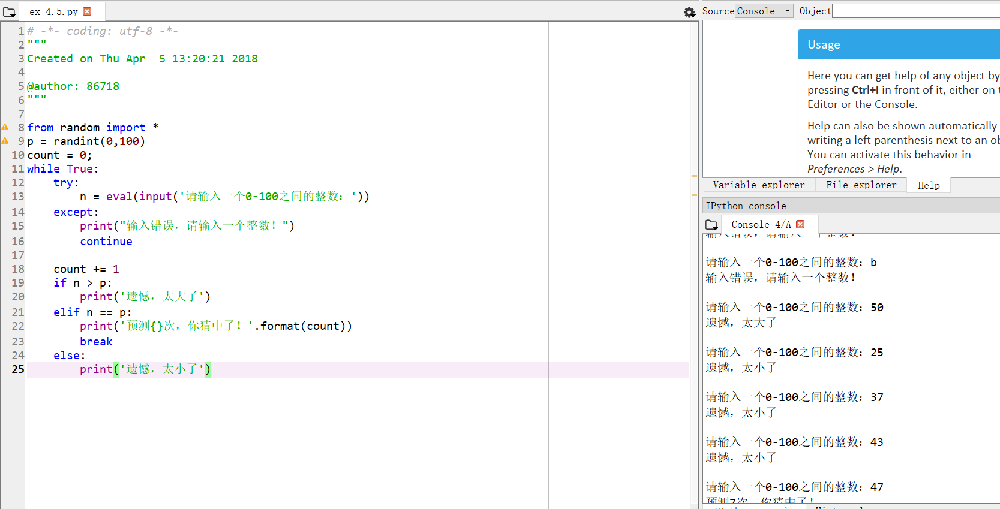 ex-4.5.py
1 # -*- coding: utf-8 -*-
2 """
3 Created on Thu Apr  5 13:20:21 2018
4
5 @author: 86718
6 """
7
8 from random import *
9 p = randint(0,100)
10 count = 0;
11 while True:
12     try:
13         n = eval(input('请输入一个0-100之间的整数：'))
14     except:
15         print("输入错误，请输入一个整数！")
16         continue
17
18     count += 1
19     if n > p:
20         print('遗憾，太大了')
21     elif n == p:
22         print('预测{}次，你猜中了！'.format(count))
23         break
24     else:
25         print('遗憾，太小了')
Source Console Object
Usage
Here you can get help of any object by
pressing Ctrl+I in front of it, either on
Editor or the Console.
Help can also be shown automatically
writing a left parenthesis next to an
You can activate this behavior in
Preferences > Help.
Variable explorer File explorer Help
IPython console
Console 4/A
输入错误，请输入一个整数！
请输入一个0-100之间的整数：b
输入错误，请输入一个整数！
请输入一个0-100之间的整数：50
遗憾，太大了
请输入一个0-100之间的整数：25
遗憾，太小了
请输入一个0-100之间的整数：37
遗憾，太小了
请输入一个0-100之间的整数：43
遗憾，太小了
请输入一个0-100之间的整数：47
预测7次，你猜中了！